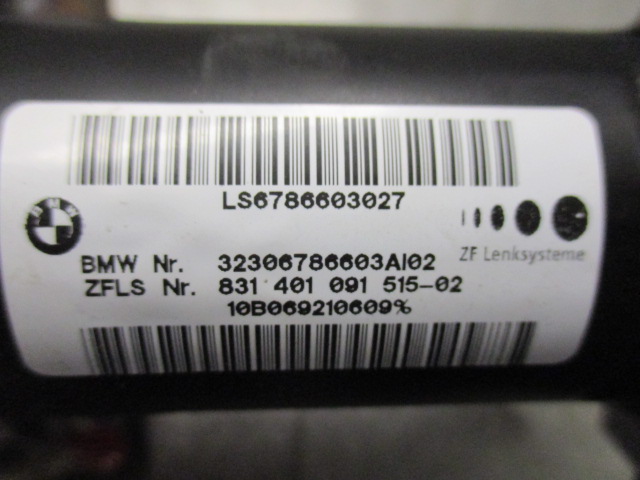 LS6786603027
BMW Nr. 32306786603AI02
ZF Lenksysteme
ZFLS Nr. 831 401 091 515-02
10B069210609%